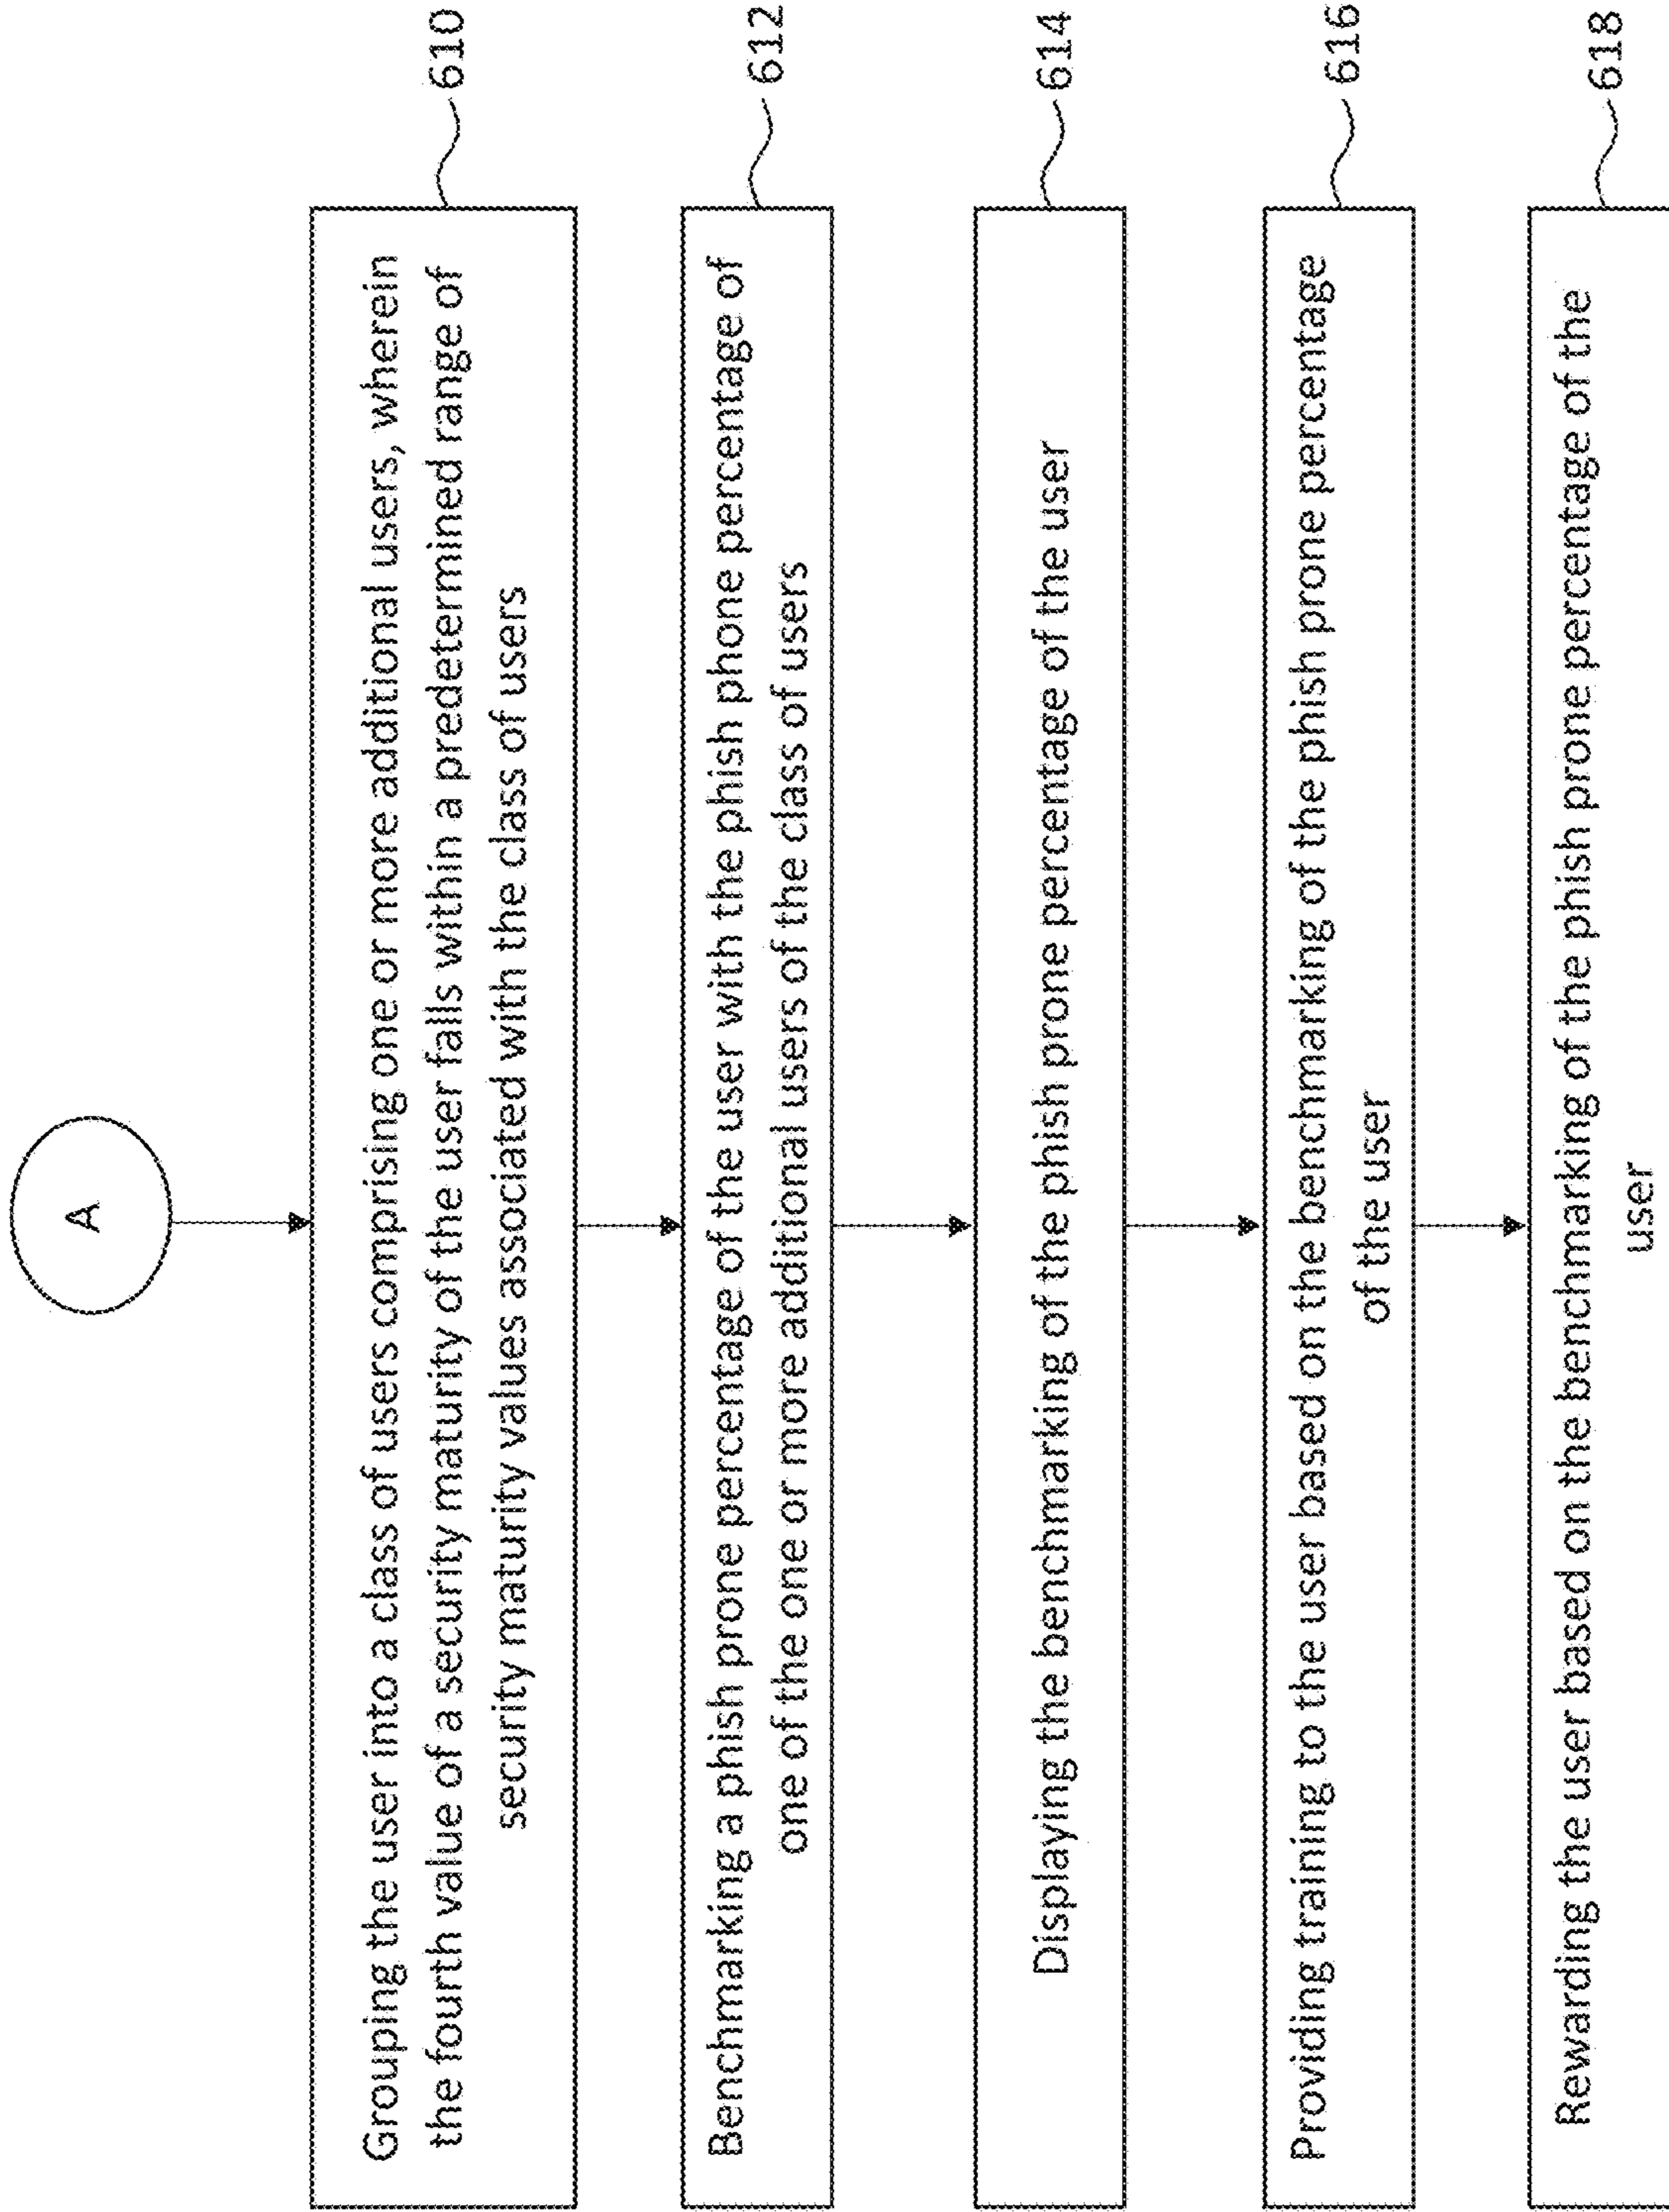 A
Grouping the user into a class of users comprising one or more additional users, wherein
the fourth value of a security maturity of the user falls within a predetermined range of
security maturity values associated with the class of users
610
Benchmarking a phish prone percentage of the user with the phish phone percentage of
one of the one or more additional users of the class of users
612
Displaying the benchmarking of the phish prone percentage of the user
614
Providing training to the user based on the benchmarking of the phish prone percentage
of the user
616
Rewarding the user based on the benchmarking of the phish prone percentage of the
user
618